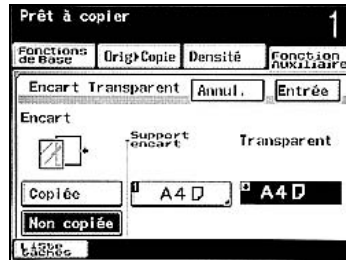 Prêt à copier 1
Fonctions de Base
Orig▸Copie
Densité
Fonction Auxiliaire
Encart Transparent
Annul.
Entrée
Encart
Support encart
Transparent
Copiée
A4
A4
Non copiée
Liste tâches